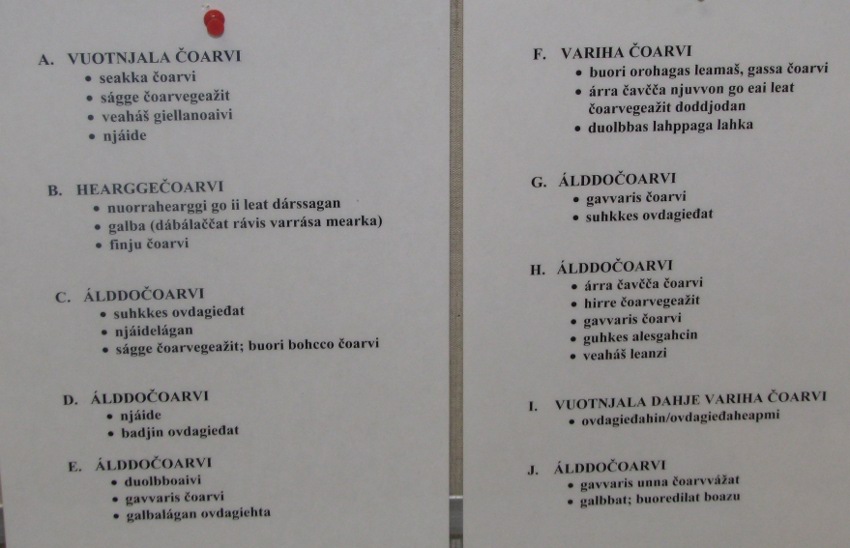 A. VUOTNJALA ČOARVI
• seakka čoarvi
• ságge čoarvegeažit
• veaháš giellanoaivi
• njáide
B. HEARGGEČOARVI
• nuorrahearggi go ii leat dárssagan
• galba (dábálaččat rávis varrása mearka)
• finju čoarvi
C. ÁLDDOČOARVI
• suhkkes ovdagieđat
• njáidelágan
• ságge čoarvegeažit; buori bohcco čoarvi
D. ÁLDDOČOARVI
• njáide
• badjin ovdagieđat
E. ÁLDDOČOARVI
• duolbboaivi
• gavvaris čoarvi
• galbalágan ovdagiehta
F. VARIHA ČOARVI
• buori orohagas leamaš, gassa čoarvi
• árra čavčča njuvvon go eai leat
čoarvegeažit doddjodan
• duolbbas lahppaga lahka
G. ÁLDDOČOARVI
• gavvaris čoarvi
• suhkkes ovdagieđat
H. ÁLDDOČOARVI
• árra čavčča čoarvi
• hirre čoarvegeažit
• gavvaris čoarvi
• guhkes alesgahcin
• veaháš leanzi
I. VUOTNJALA DAHJE VARIHA ČOARVI
• ovdagieđahin/ovdagieđaheapmi
J. ÁLDDOČOARVI
• gavvaris unna čoarvvážat
• galbbat; buoredilat boazu